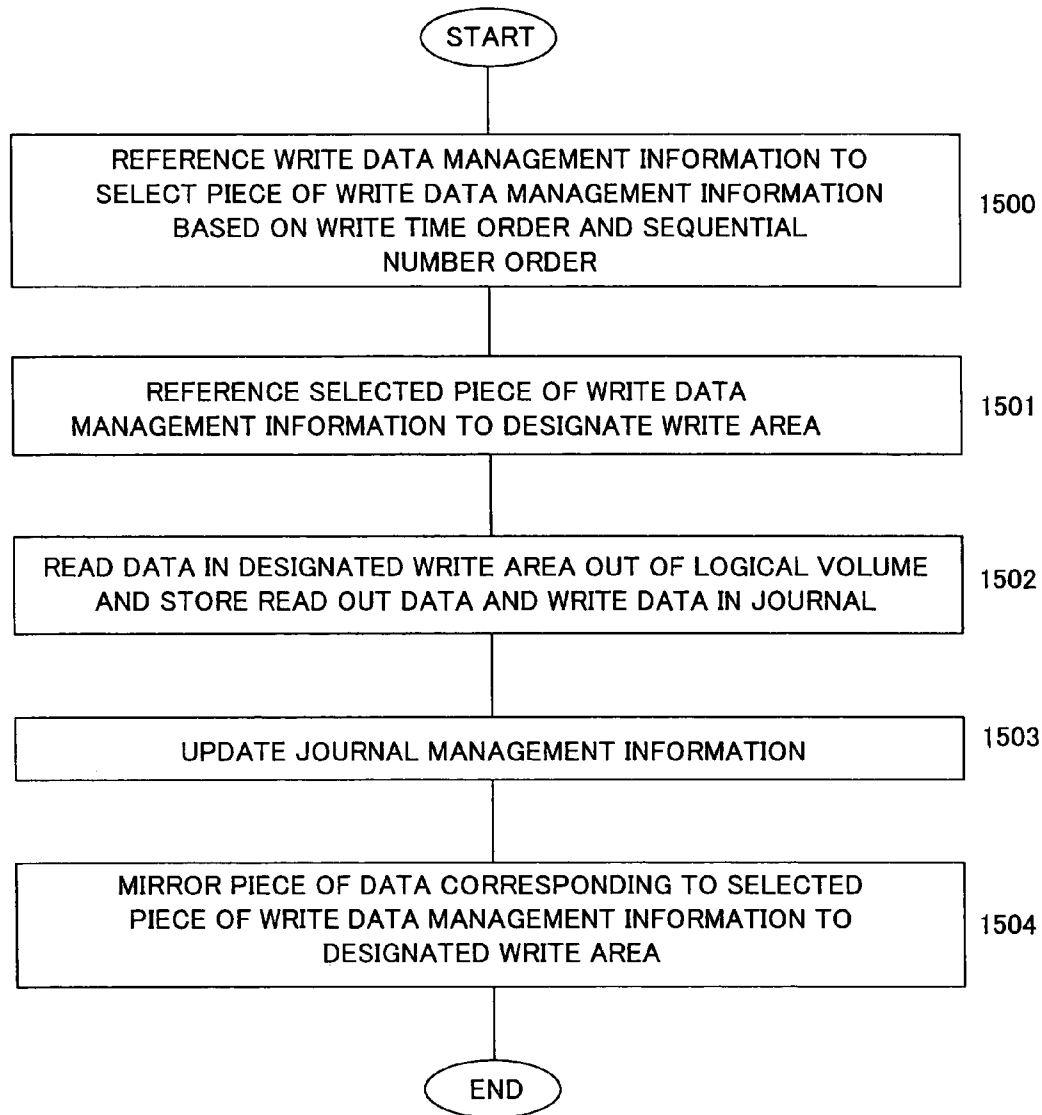 START
REFERENCE WRITE DATA MANAGEMENT INFORMATION TO
SELECT PIECE OF WRITE DATA MANAGEMENT INFORMATION
BASED ON WRITE TIME ORDER AND SEQUENTIAL
NUMBER ORDER
1500
REFERENCE SELECTED PIECE OF WRITE DATA
MANAGEMENT INFORMATION TO DESIGNATE WRITE AREA
1501
READ DATA IN DESIGNATED WRITE AREA OUT OF LOGICAL VOLUME
AND STORE READ OUT DATA AND WRITE DATA IN JOURNAL
1502
UPDATE JOURNAL MANAGEMENT INFORMATION
1503
MIRROR PIECE OF DATA CORRESPONDING TO SELECTED
PIECE OF WRITE DATA MANAGEMENT INFORMATION TO
DESIGNATED WRITE AREA
1504
END